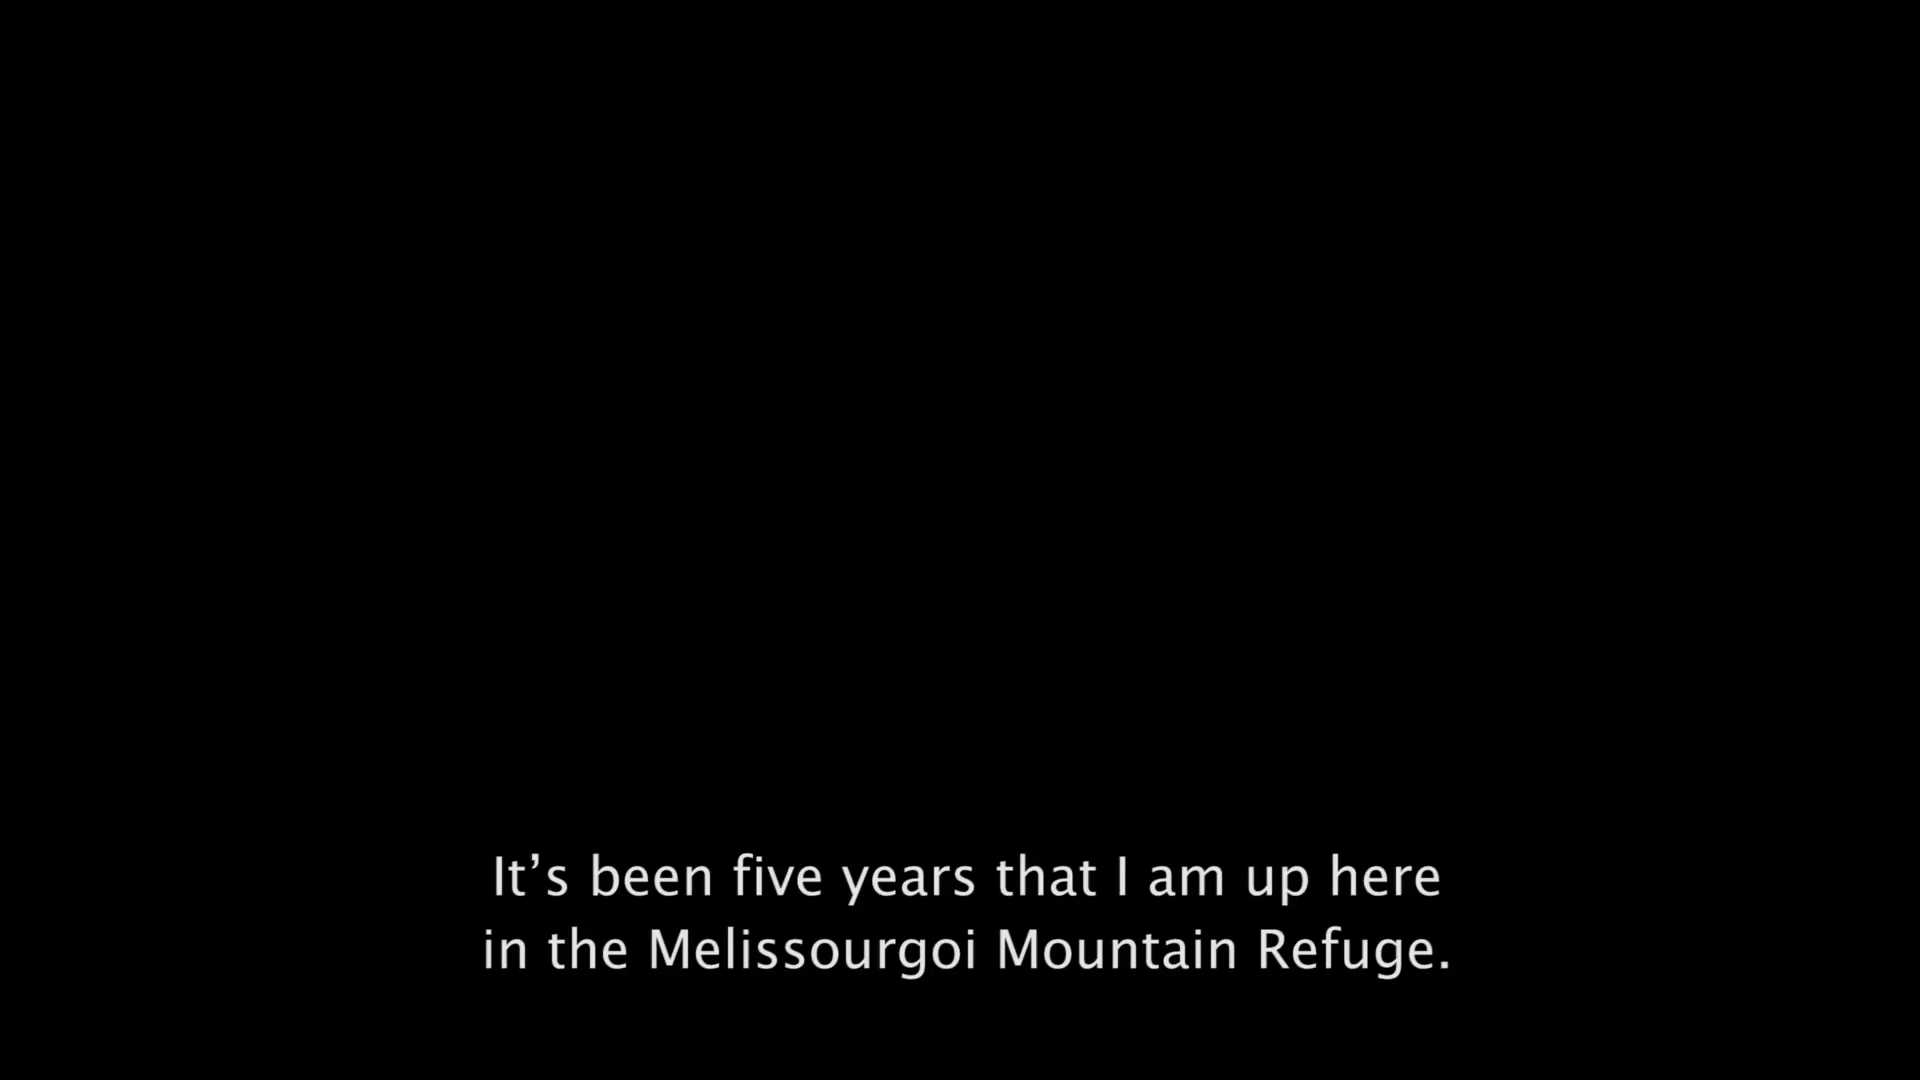 It’s been five years that I am up here
in the Melissourgoi Mountain Refuge.